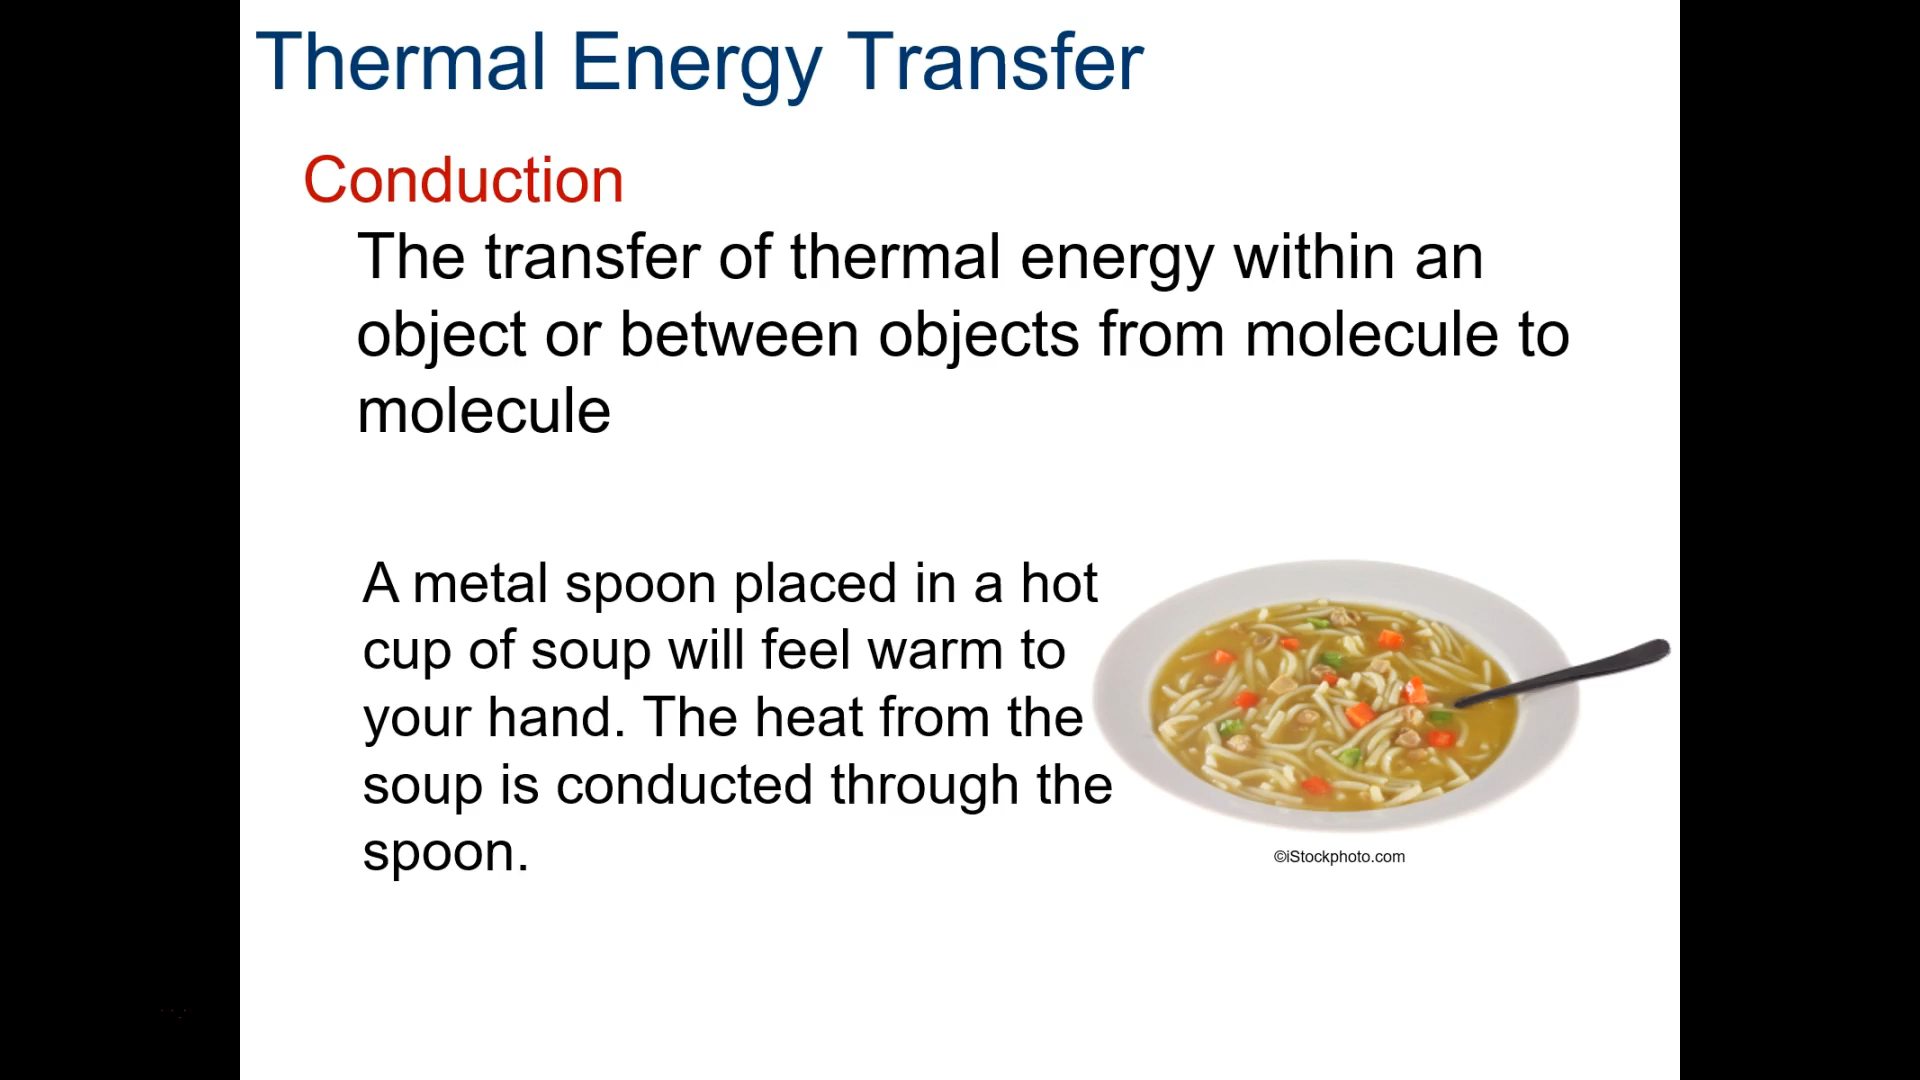 Thermal Energy Transfer
Conduction
The transfer of thermal energy within an
object or between objects from molecule to
molecule
A metal spoon placed in a hot
cup of soup will feel warm to
your hand. The heat from the
soup is conducted through the
spoon.
©iStockphoto.com